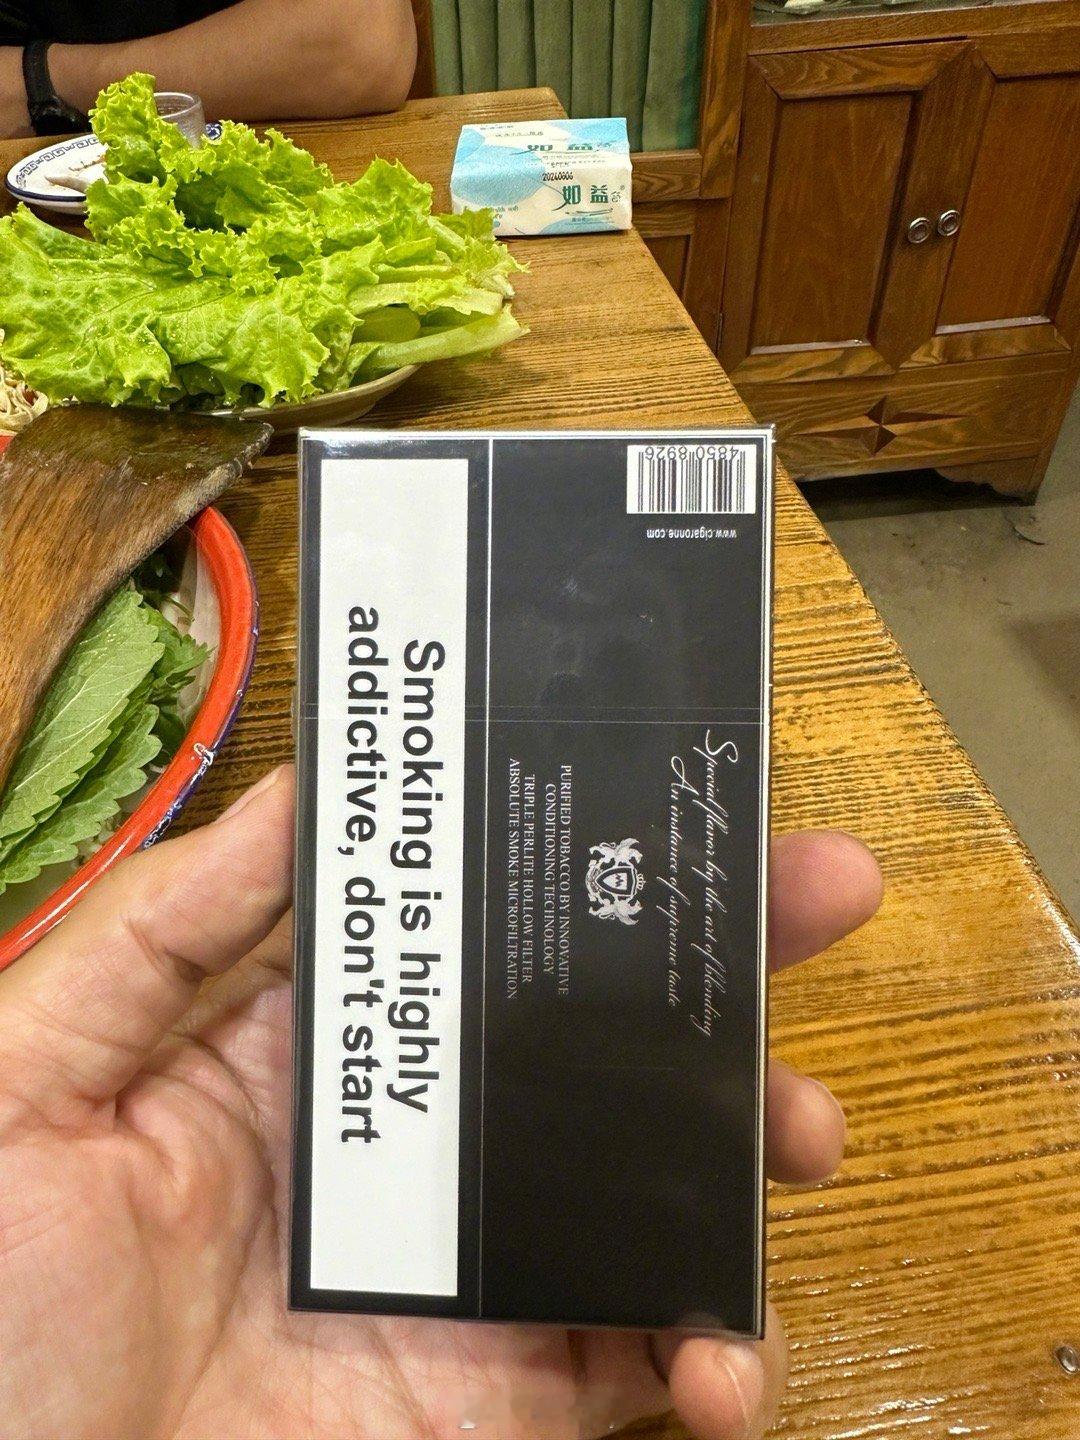 20240606
益如
4850 8926
www.cigaronne.com
Special flavor by the art of blending
An instance of supreme taste
PURIFIED TOBACCO BY INNOVATIVE
CONDITIONING TECHNOLOGY
TRIPLE PERLITE HOLLOW FILTER
ABSOLUTE SMOKE MICROFILTRATION
Smoking is highly
addictive, don't start